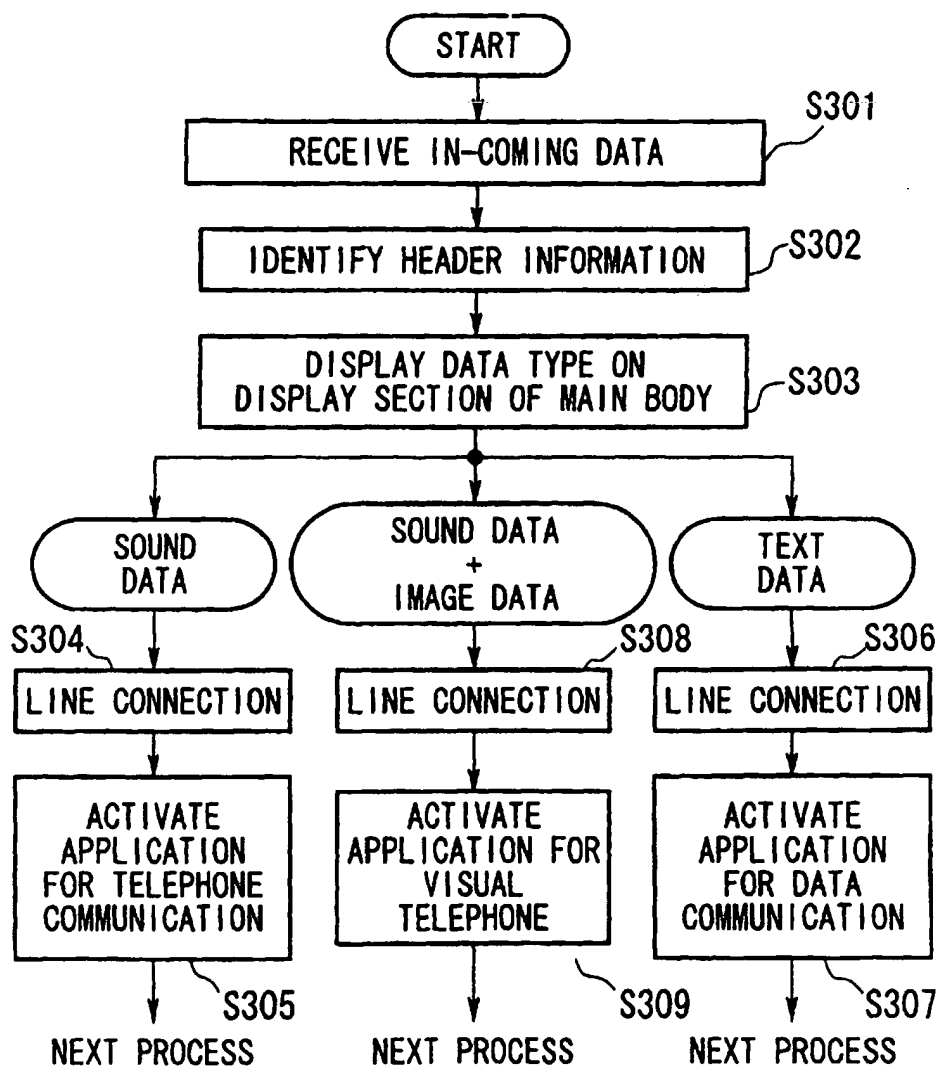 START
S301
RECEIVE IN-COMING DATA
S302
IDENTIFY HEADER INFORMATION
DISPLAY DATA TYPE ON
DISPLAY SECTION OF MAIN BODY
S303
SOUND
DATA
SOUND DATA
+
IMAGE DATA
TEXT
DATA
S304
S308
S306
LINE CONNECTION
LINE CONNECTION
LINE CONNECTION
ACTIVATE
APPLICATION
FOR TELEPHONE
COMMUNICATION
ACTIVATE
APPLICATION FOR
VISUAL
TELEPHONE
ACTIVATE
APPLICATION
FOR DATA
COMMUNICATION
S305
S309
S307
NEXT PROCESS
NEXT PROCESS
NEXT PROCESS